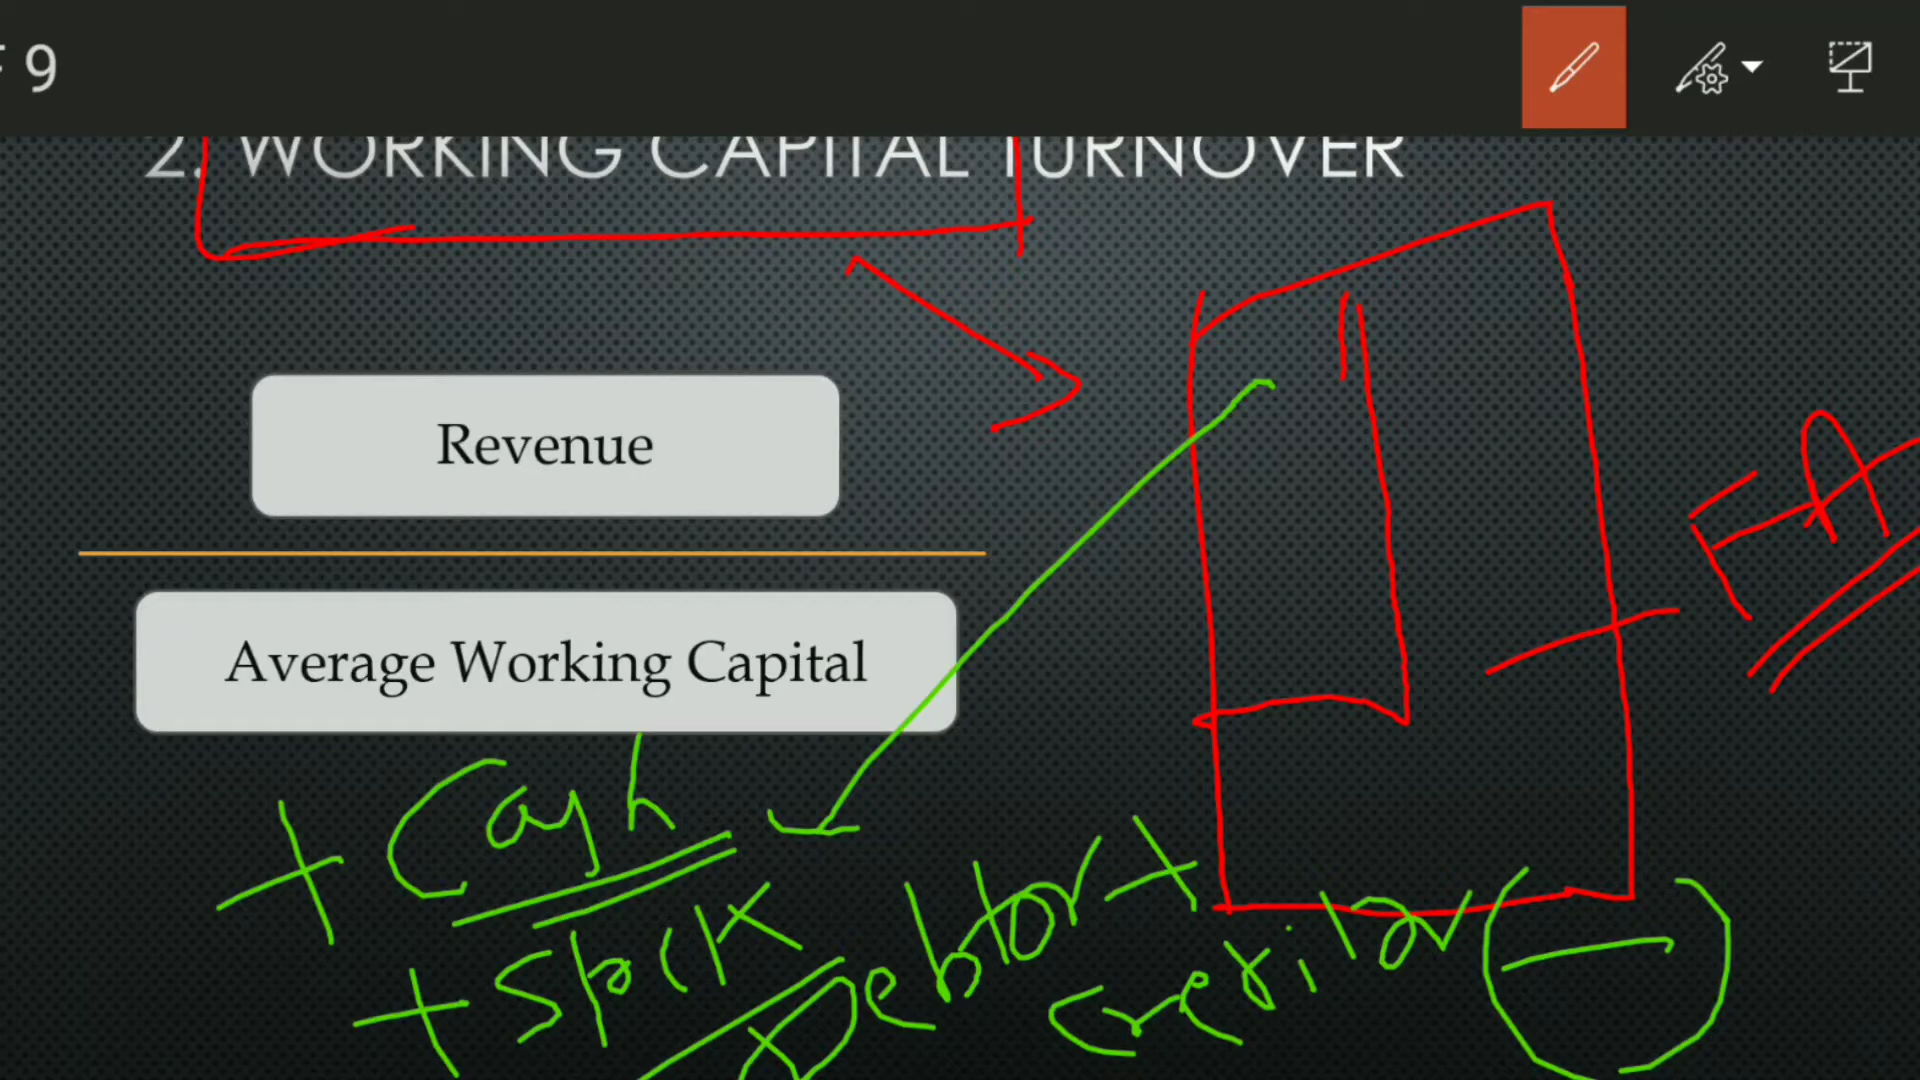 F 9
2. WORKING CAPITAL TURNOVER
Revenue
FA
Average Working Capital
+ Cash
+ Stock
Debtor +
Creditor -